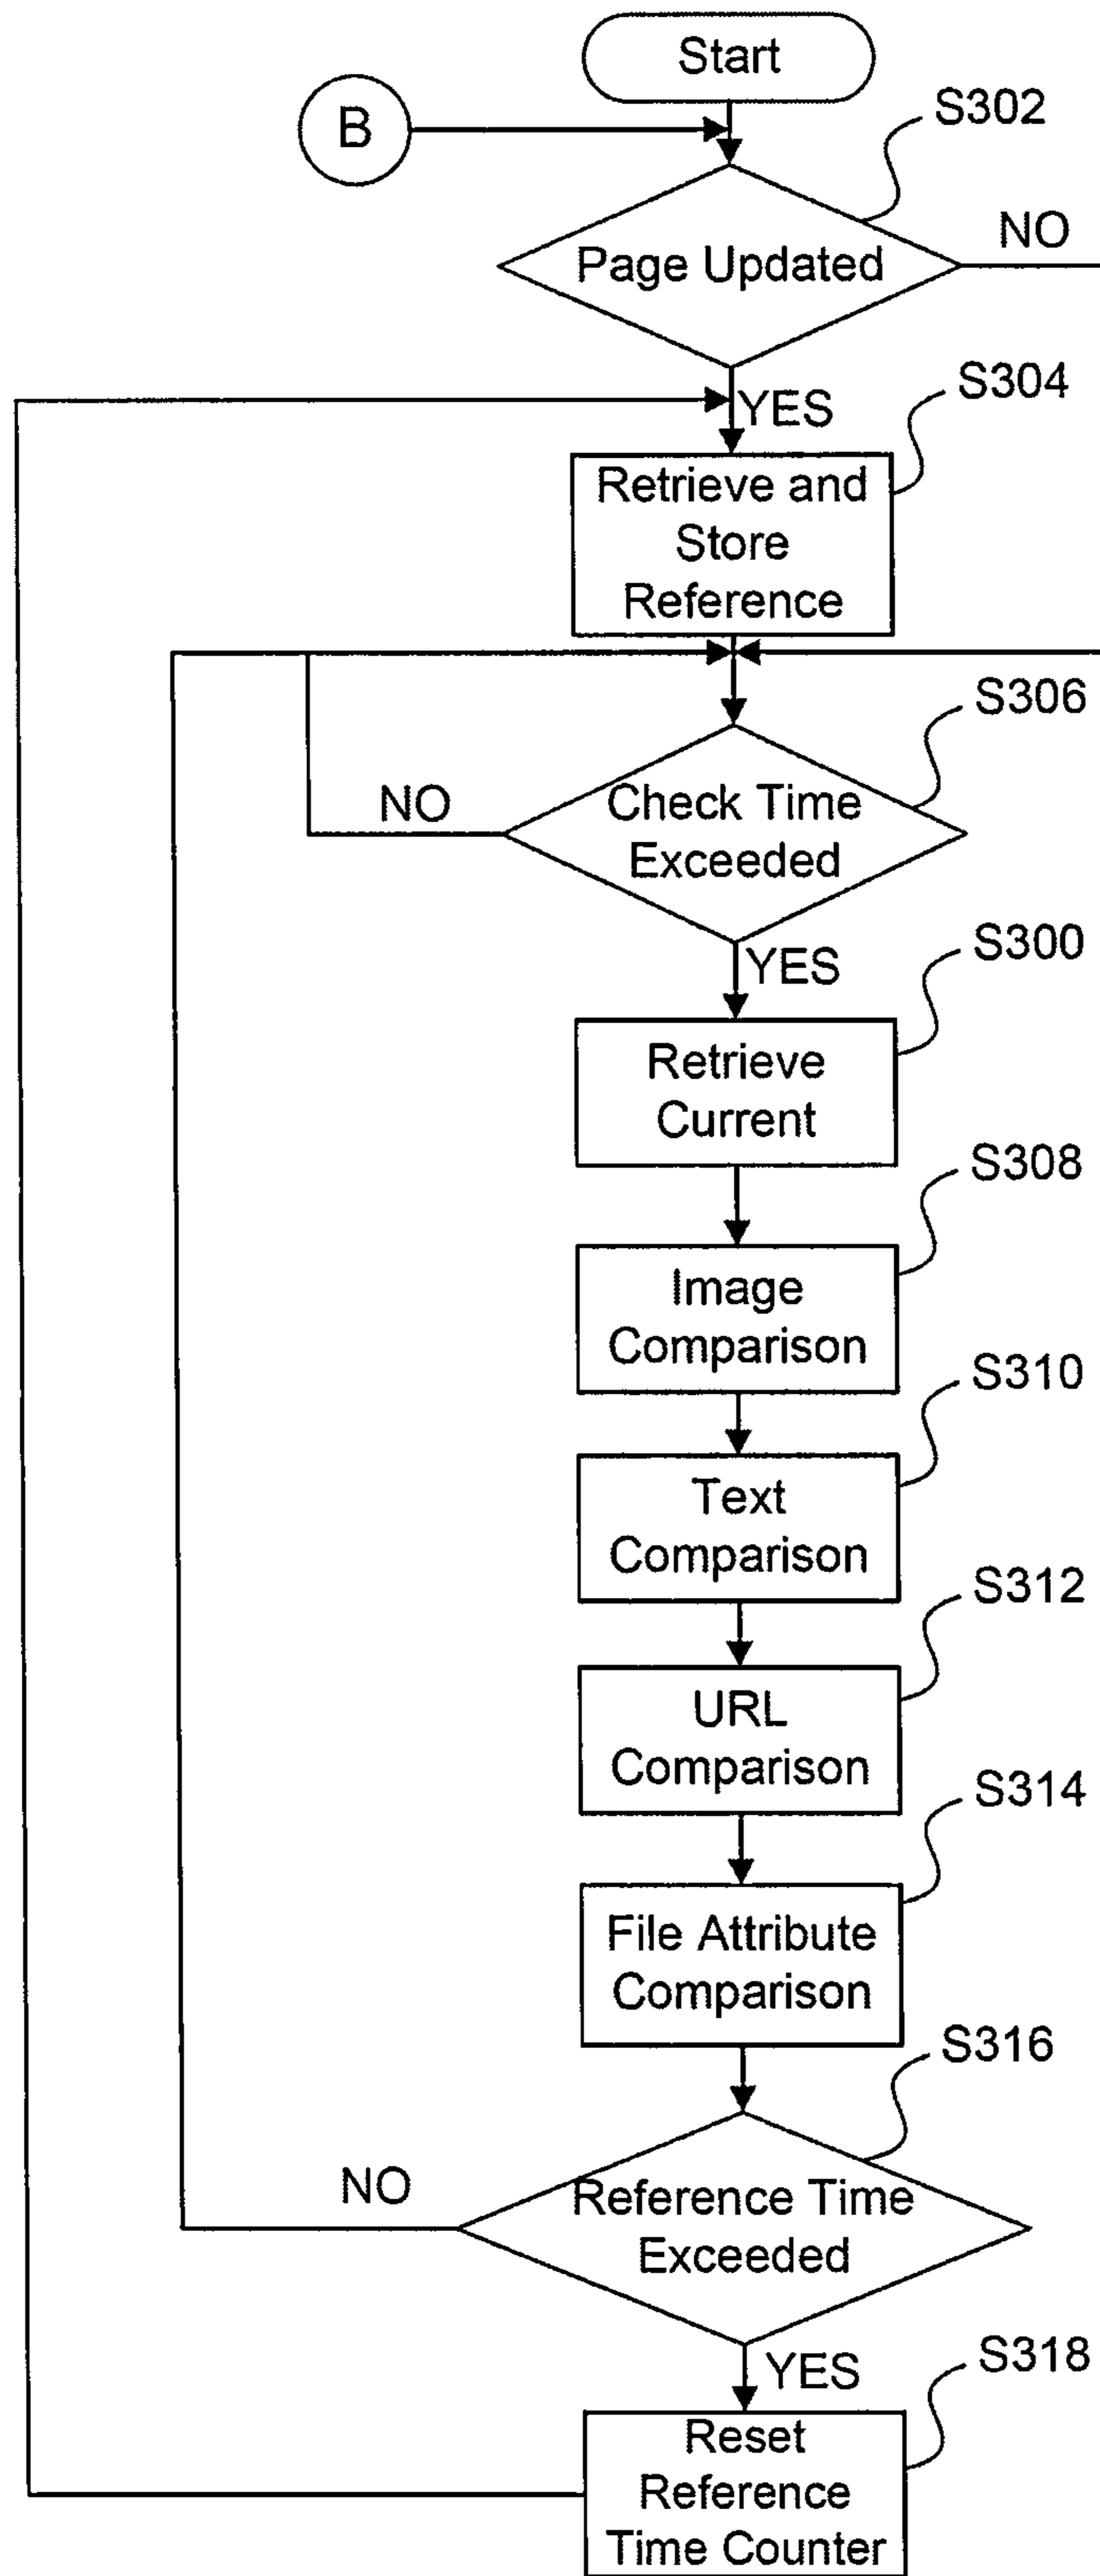 Start
B
S302
Page Updated
NO
S304
YES
Retrieve and
Store
Reference
S306
Check Time
Exceeded
NO
S300
YES
Retrieve
Current
S308
Image
Comparison
S310
Text
Comparison
S312
URL
Comparison
S314
File Attribute
Comparison
S316
NO
Reference Time
Exceeded
YES
S318
Reset
Reference
Time Counter